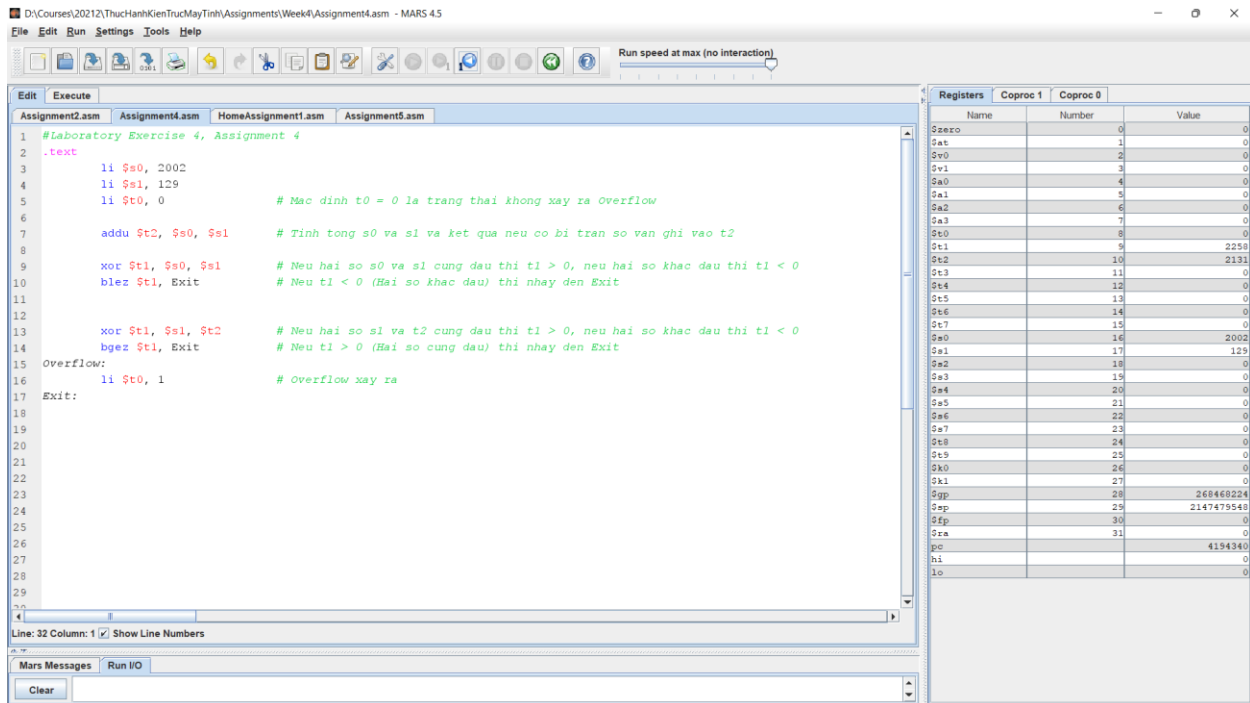 D:\Courses\20212\ThucHanhKienTrucMayTinh\Assignments\Week4\Assignment4.asm - MARS 4.5
File Edit Run Settings Tools Help
Run speed at max (no interaction)
Edit Execute
Assignment2.asm Assignment4.asm HomeAssignment1.asm Assignment5.asm
1 #Laboratory Exercise 4, Assignment 4
2 .text
3 li $s0, 2002
4 li $s1, 129
5 li $t0, 0 # Mac dinh t0 = 0 la trang thai khong xay ra Overflow
6
7 addu $t2, $s0, $s1 # Tinh tong s0 va s1 va ket qua neu co bi tran so van ghi vao t2
8
9 xor $t1, $s0, $s1 # Neu hai so s0 va s1 cung dau thi t1 > 0, neu hai so khac dau thi t1 < 0
10 blez $t1, Exit # Neu t1 < 0 (Hai so khac dau) thi nhay den Exit
11
12
13 xor $t1, $s1, $t2 # Neu hai so s1 va t2 cung dau thi t1 > 0, neu hai so khac dau thi t1 < 0
14 bgez $t1, Exit # Neu t1 > 0 (Hai so cung dau) thi nhay den Exit
15 Overflow:
16 li $t0, 1 # Overflow xay ra
17 Exit:
18
19
20
21
22
23
24
25
26
27
28
29
30
Line: 32 Column: 1 Show Line Numbers
Mars Messages Run I/O
Clear
Registers Coproc 1 Coproc 0
Name Number Value
$zero 0 0
$at 1 0
$v0 2 0
$v1 3 0
$a0 4 0
$a1 5 0
$a2 6 0
$a3 7 0
$t0 8 0
$t1 9 2258
$t2 10 2131
$t3 11 0
$t4 12 0
$t5 13 0
$t6 14 0
$t7 15 0
$s0 16 2002
$s1 17 129
$s2 18 0
$s3 19 0
$s4 20 0
$s5 21 0
$s6 22 0
$s7 23 0
$t8 24 0
$t9 25 0
$k0 26 0
$k1 27 0
$gp 28 268468224
$sp 29 2147479548
$fp 30 0
$ra 31 0
pc 4194340
hi 0
lo 0